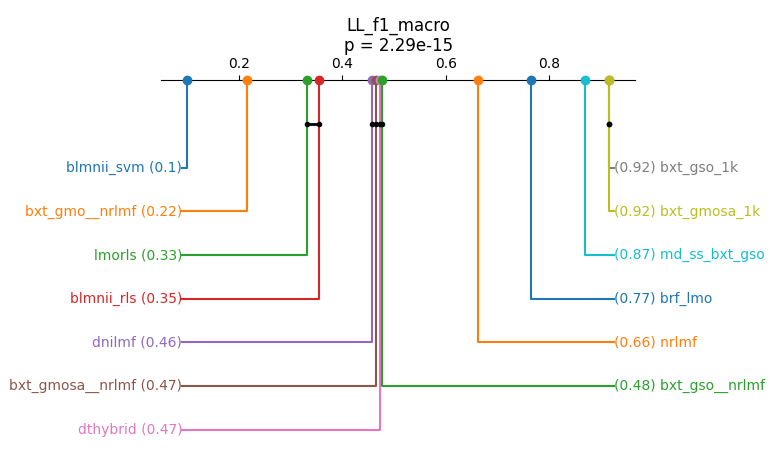 LL_f1_macro
p = 2.29e-15
0.2 0.4 0.6 0.8
blmnii_svm (0.1) (0.92) bxt_gso_1k
bxt_gmo__nrlmf (0.22) (0.92) bxt_gmosa_1k
lmorls (0.33) (0.87) md_ss_bxt_gso
blmnii_rls (0.35) (0.77) brf_lmo
dnilmf (0.46) (0.66) nrlmf
bxt_gmosa__nrlmf (0.47) (0.48) bxt_gso__nrlmf
dthybrid (0.47)